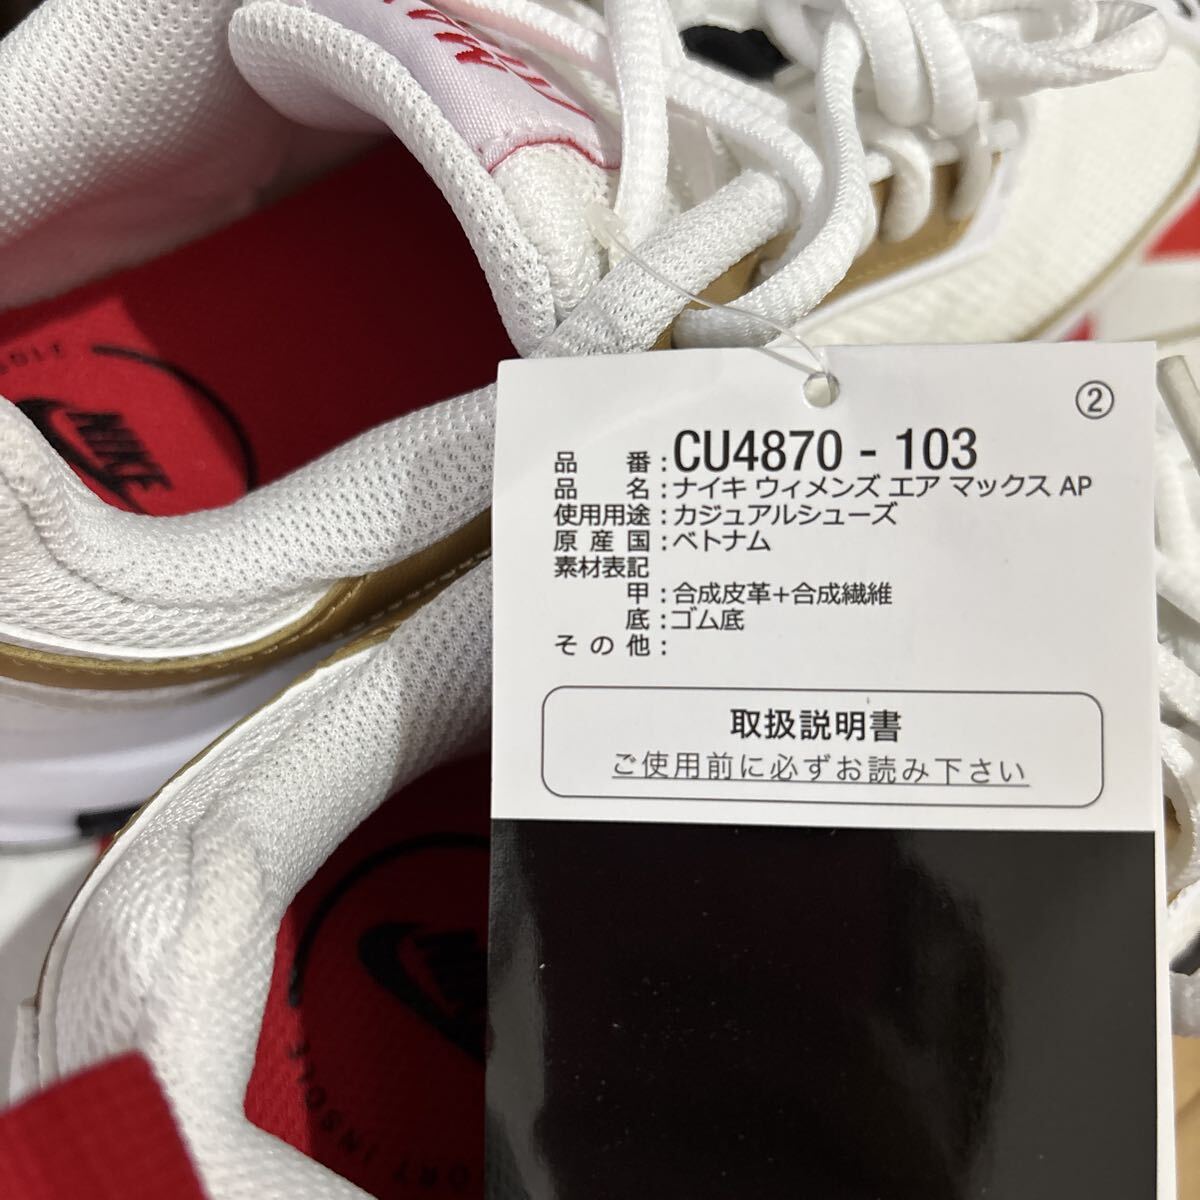 ②
品 番 : CU4870 - 103
品 名 : ナイキ ウィメンズ エア マックス AP
使用用途 : カジュアルシューズ
原 産 国 : ベトナム
素材表記
甲 : 合成皮革+合成繊維
底 : ゴム底
そ の 他 :
取扱説明書
ご使用前に必ずお読み下さい
NIKE
NIKE
INSOLE